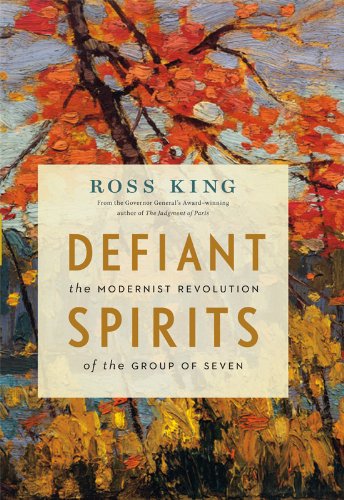 ROSS KING
From the Governor General's Award–winning
author of The Judgment of Paris
DEFIANT
the MODERNIST REVOLUTION
SPIRITS
of the GROUP OF SEVEN